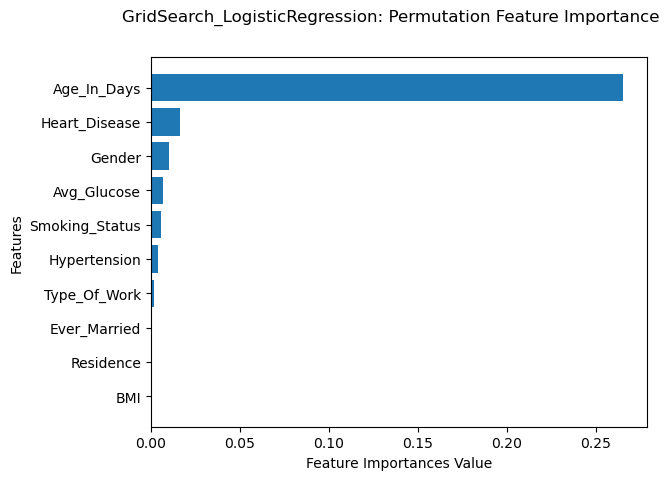 GridSearch_LogisticRegression: Permutation Feature Importance
Features
Age_In_Days
Heart_Disease
Gender
Avg_Glucose
Smoking_Status
Hypertension
Type_Of_Work
Ever_Married
Residence
BMI
0.00 0.05 0.10 0.15 0.20 0.25
Feature Importances Value